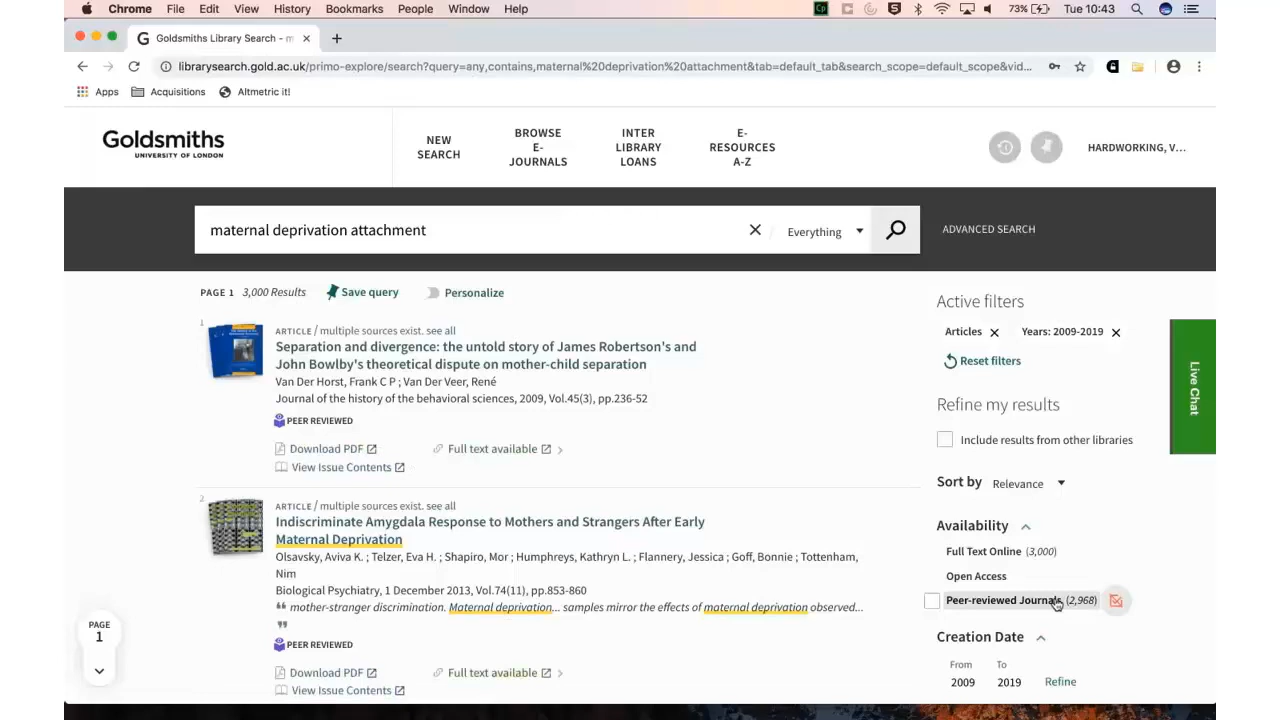 Chrome File Edit View History Bookmarks People Window Help 73% Tue 10:43
Goldsmiths Library Search - m
librarysearch.gold.ac.uk/primo-explore/search?query=any,contains,maternal%20deprivation%20attachment&tab=default_tab&search_scope=default_scope&vid...
Apps Acquisitions Altmetric it!
Goldsmiths
UNIVERSITY OF LONDON
NEW
SEARCH
BROWSE
E-
JOURNALS
INTER
LIBRARY
LOANS
E-
RESOURCES
A-Z
HARDWORKING, V...
maternal deprivation attachment
Everything
ADVANCED SEARCH
PAGE 1 3,000 Results Save query Personalize
1
ARTICLE / multiple sources exist. see all
Separation and divergence: the untold story of James Robertson's and
John Bowlby's theoretical dispute on mother-child separation
Van Der Horst, Frank C P ; Van Der Veer, René
Journal of the history of the behavioral sciences, 2009, Vol.45(3), pp.236-52
PEER REVIEWED
Download PDF Full text available
View Issue Contents
2
ARTICLE / multiple sources exist. see all
Indiscriminate Amygdala Response to Mothers and Strangers After Early
Maternal Deprivation
Olsavsky, Aviva K. ; Telzer, Eva H. ; Shapiro, Mor ; Humphreys, Kathryn L. ; Flannery, Jessica ; Goff, Bonnie ; Tottenham,
Nim
Biological Psychiatry, 1 December 2013, Vol.74(11), pp.853-860
❝ mother-stranger discrimination. Maternal deprivation... samples mirror the effects of maternal deprivation observed...
❞
PEER REVIEWED
Download PDF Full text available
View Issue Contents
PAGE
1
Active filters
Articles Years: 2009-2019
Reset filters
Refine my results
Include results from other libraries
Sort by Relevance
Availability
Full Text Online (3,000)
Open Access
Peer-reviewed Journals (2,968)
Creation Date
From To
2009 2019 Refine
Live Chat